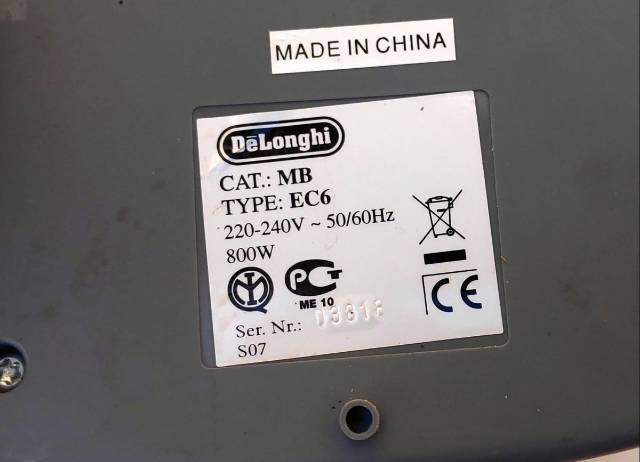 MADE IN CHINA
DeLonghi
CAT.: MB
TYPE: EC6
220-240V ~ 50/60Hz
800W
PCT
ME 10
CE
Ser. Nr.:
S07